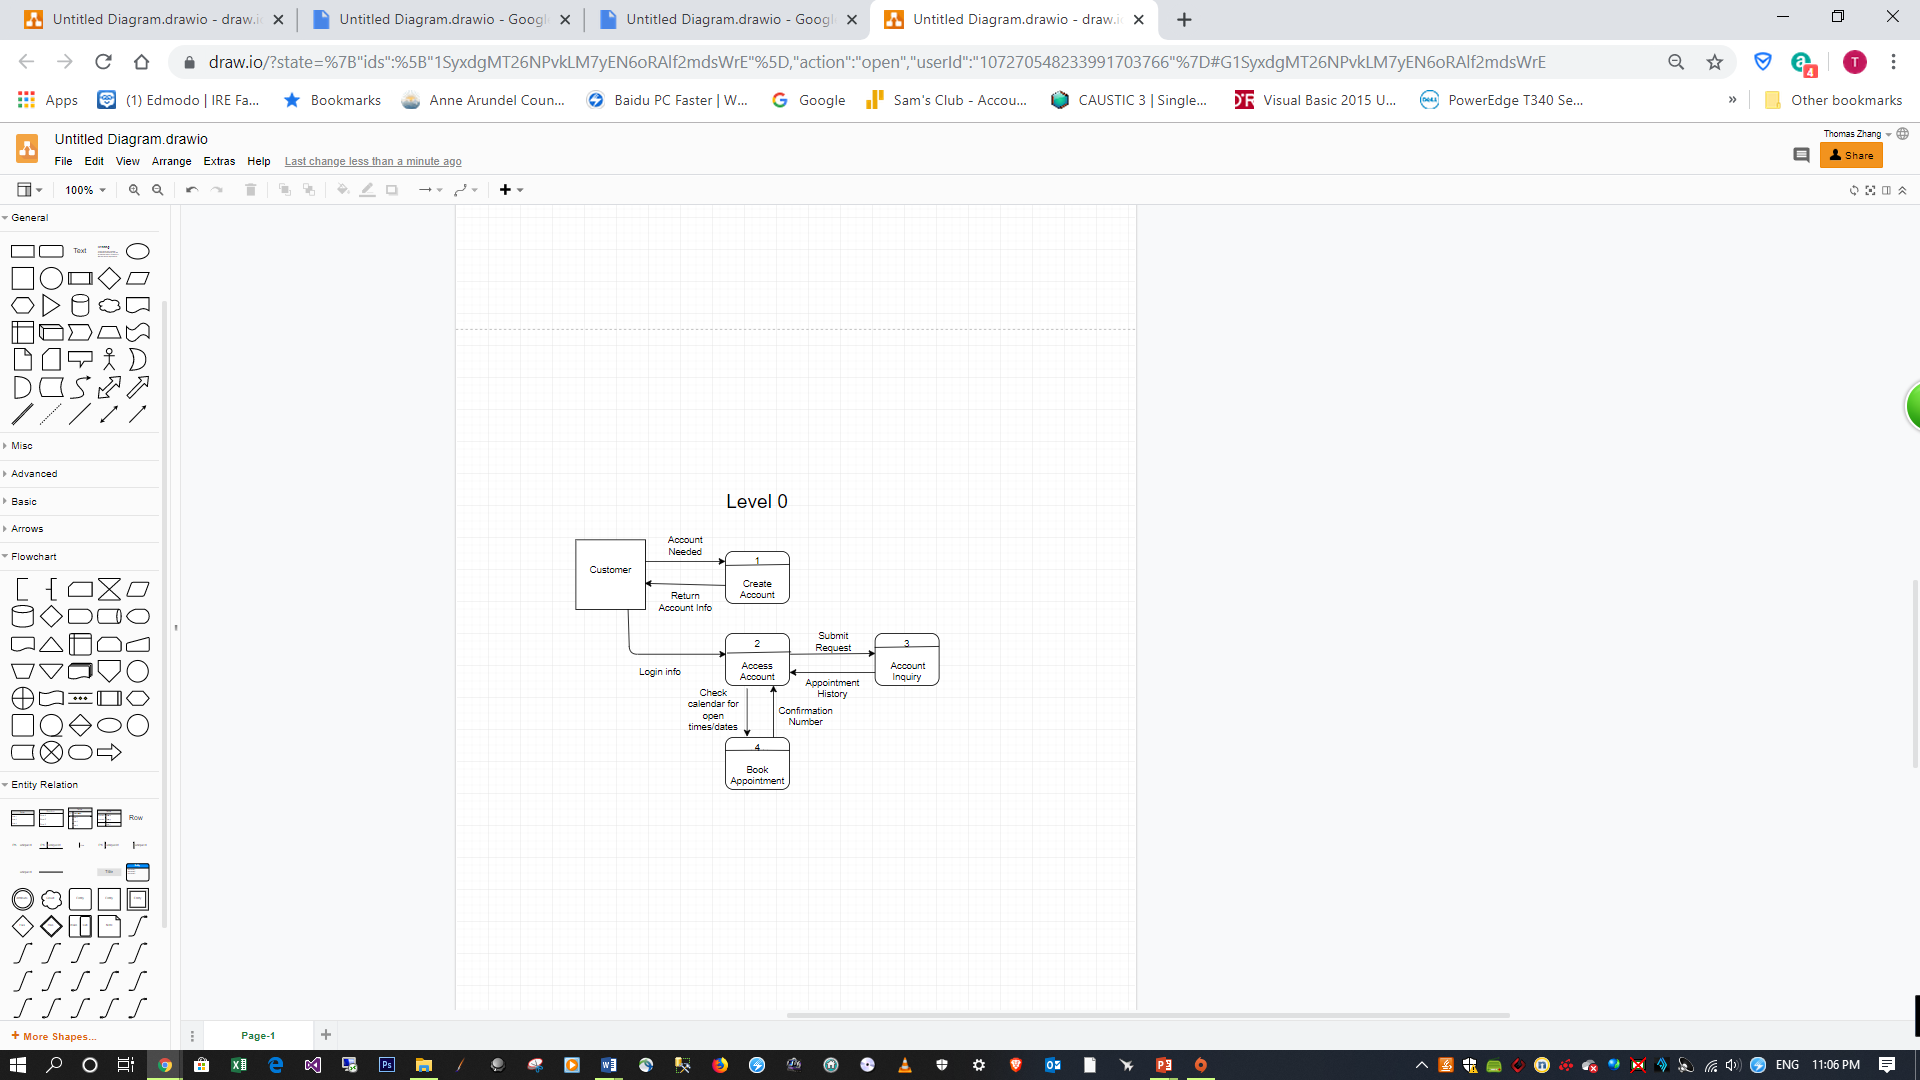 Untitled Diagram.drawio - draw.i
Untitled Diagram.drawio - Googl
Untitled Diagram.drawio - Googl
Untitled Diagram.drawio - draw.i
draw.io/?state=%7B"ids":%5B"1SyxdgMT26NPvkLM7yEN6oRAlf2mdsWrE"%5D,"action":"open","userId":"107270548233991703766"%7D#G1SyxdgMT26NPvkLM7yEN6oRAlf2mdsWrE
4
T
Apps
(1) Edmodo | IRE Fa...
Bookmarks
Anne Arundel Coun...
Baidu PC Faster | W...
Google
Sam's Club - Accou...
CAUSTIC 3 | Single...
Visual Basic 2015 U...
PowerEdge T340 Se...
»
Other bookmarks
Untitled Diagram.drawio
Thomas Zhang
File Edit View Arrange Extras Help Last change less than a minute ago
Share
100%
General
Text
Misc
Advanced
Basic
Arrows
Flowchart
Entity Relation
Row
Title
+ More Shapes...
Level 0
Customer
Account
Needed
1
Create
Account
Return
Account Info
Login info
2
Access
Account
Submit
Request
3
Account
Inquiry
Appointment
History
Check
calendar for
open
times/dates
Confirmation
Number
4
Book
Appointment
Page-1
ENG
11:06 PM